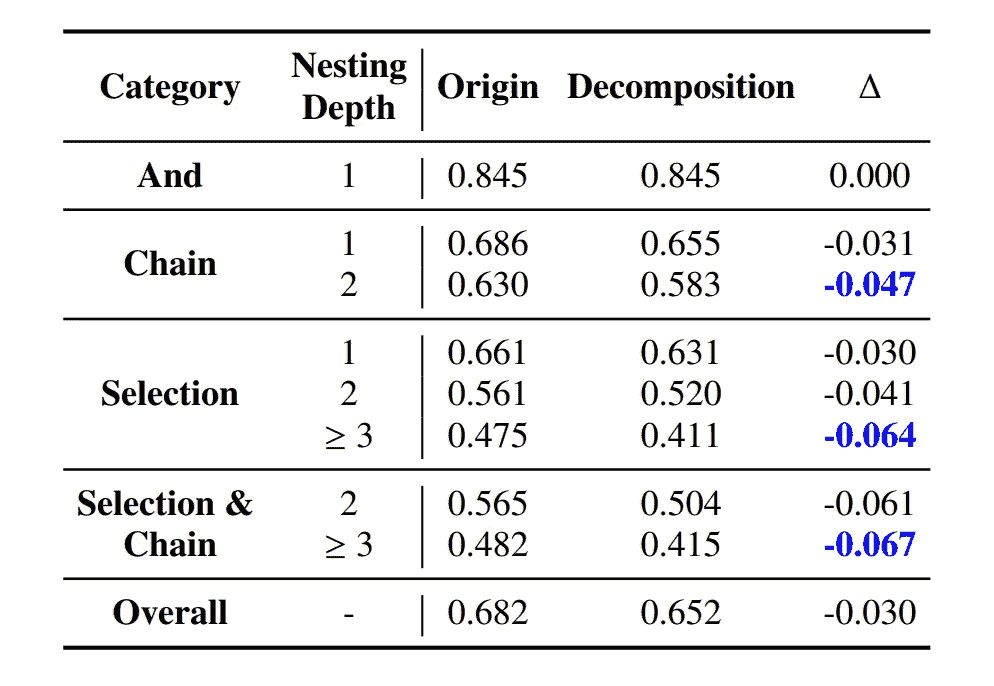 Category Nesting Depth Origin Decomposition Δ
And 1 0.845 0.845 0.000
Chain 1 0.686 0.655 -0.031
2 0.630 0.583 -0.047
Selection 1 0.661 0.631 -0.030
2 0.561 0.520 -0.041
≥ 3 0.475 0.411 -0.064
Selection & Chain 2 0.565 0.504 -0.061
≥ 3 0.482 0.415 -0.067
Overall - 0.682 0.652 -0.030